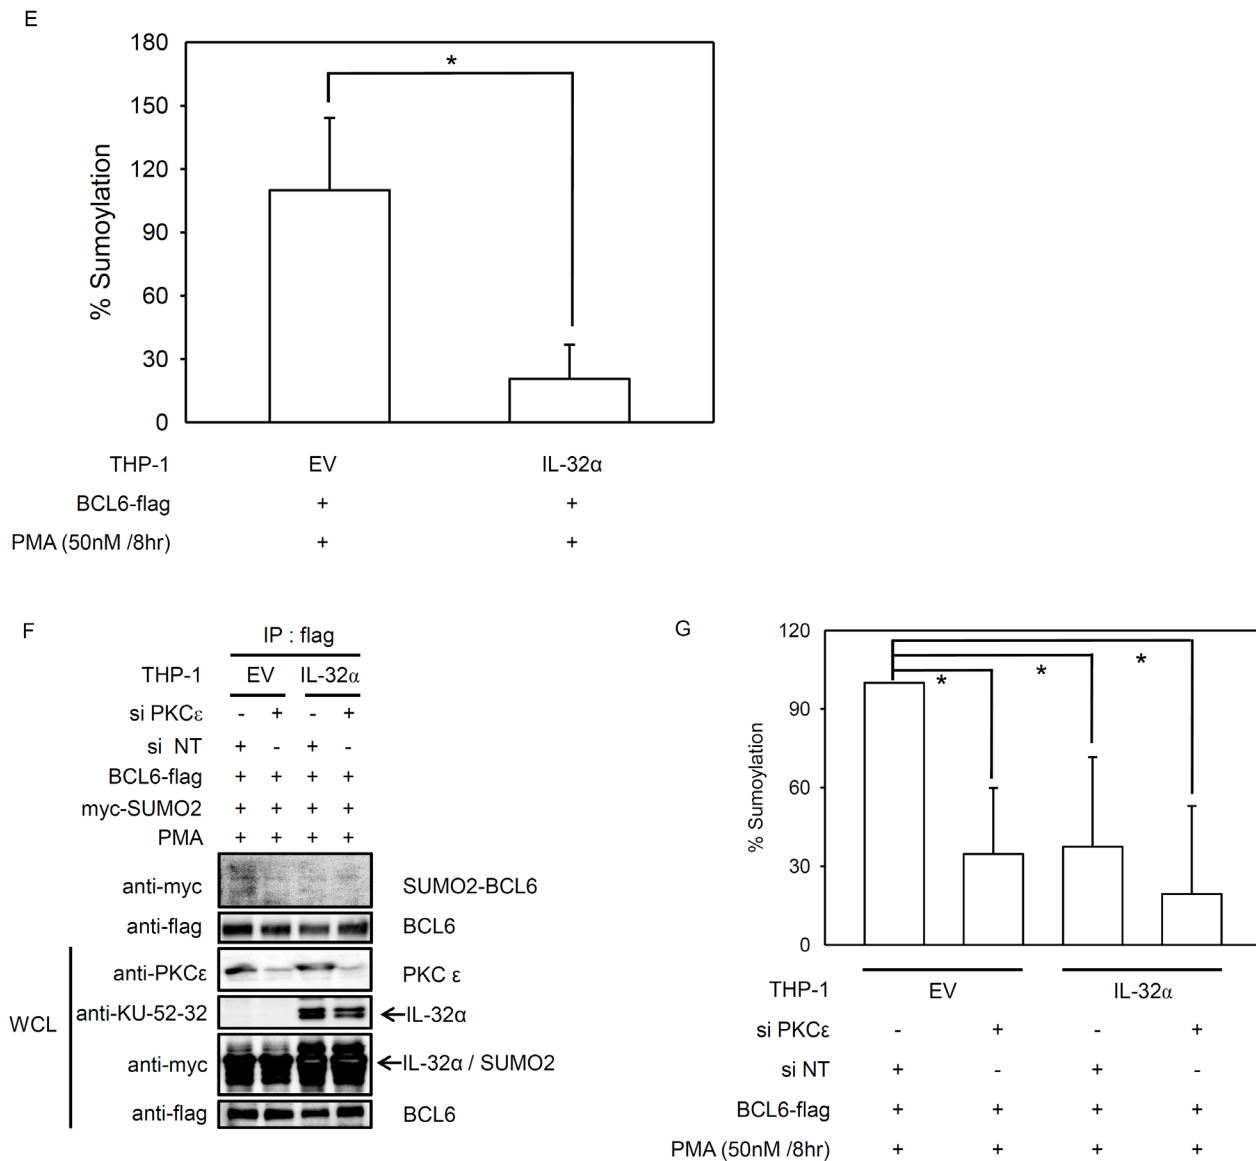 E
180
150
120
90
60
30
0
% Sumoylation
*
THP-1 EV IL-32α
BCL6-flag + +
PMA (50nM /8hr) + +
F
IP : flag
THP-1 EV IL-32α
si PKCε - + - +
si NT + - + -
BCL6-flag + + + +
myc-SUMO2 + + + +
PMA + + + +
anti-myc SUMO2-BCL6
anti-flag BCL6
WCL
anti-PKCε PKC ε
anti-KU-52-32 IL-32α
anti-myc IL-32α / SUMO2
anti-flag BCL6
G
120
90
60
30
0
% Sumoylation
* * *
THP-1 EV IL-32α
si PKCε - + - +
si NT + - + -
BCL6-flag + + + +
PMA (50nM /8hr) + + + +